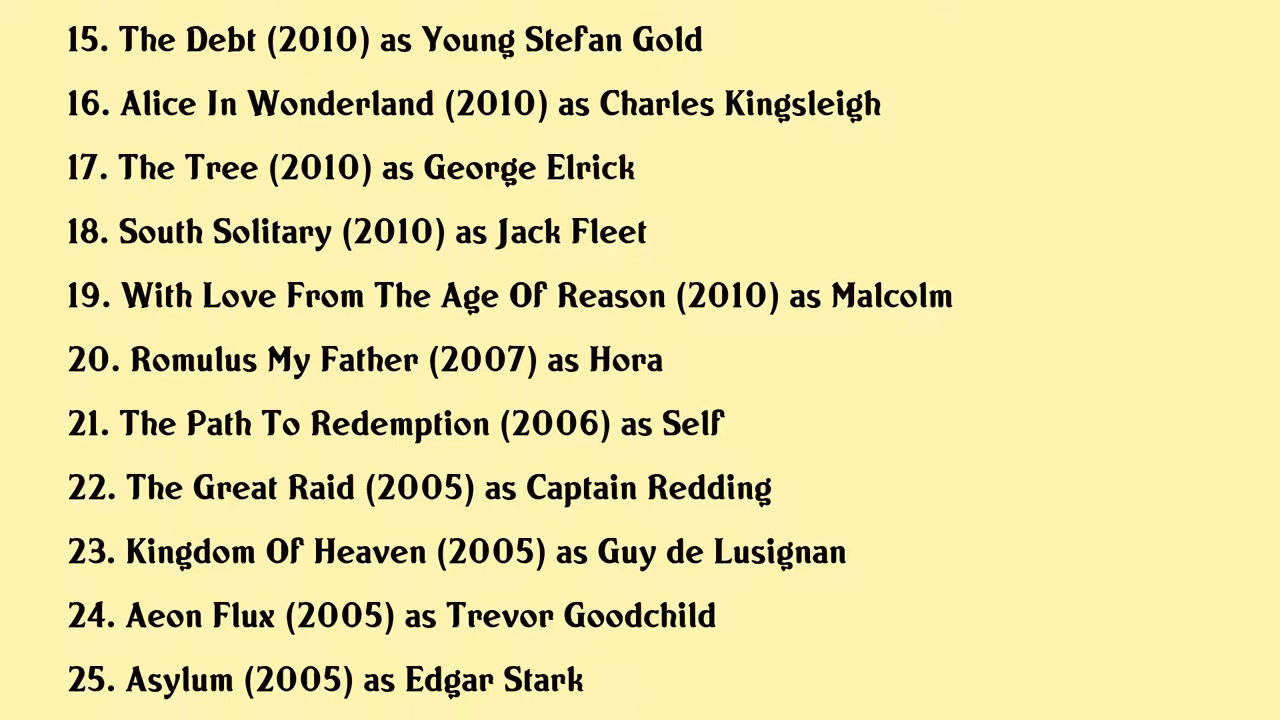 15. The Debt (2010) as Young Stefan Gold
16. Alice In Wonderland (2010) as Charles Kingsleigh
17. The Tree (2010) as George Elrick
18. South Solitary (2010) as Jack Fleet
19. With Love From The Age Of Reason (2010) as Malcolm
20. Romulus My Father (2007) as Hora
21. The Path To Redemption (2006) as Self
22. The Great Raid (2005) as Captain Redding
23. Kingdom Of Heaven (2005) as Guy de Lusignan
24. Aeon Flux (2005) as Trevor Goodchild
25. Asylum (2005) as Edgar Stark